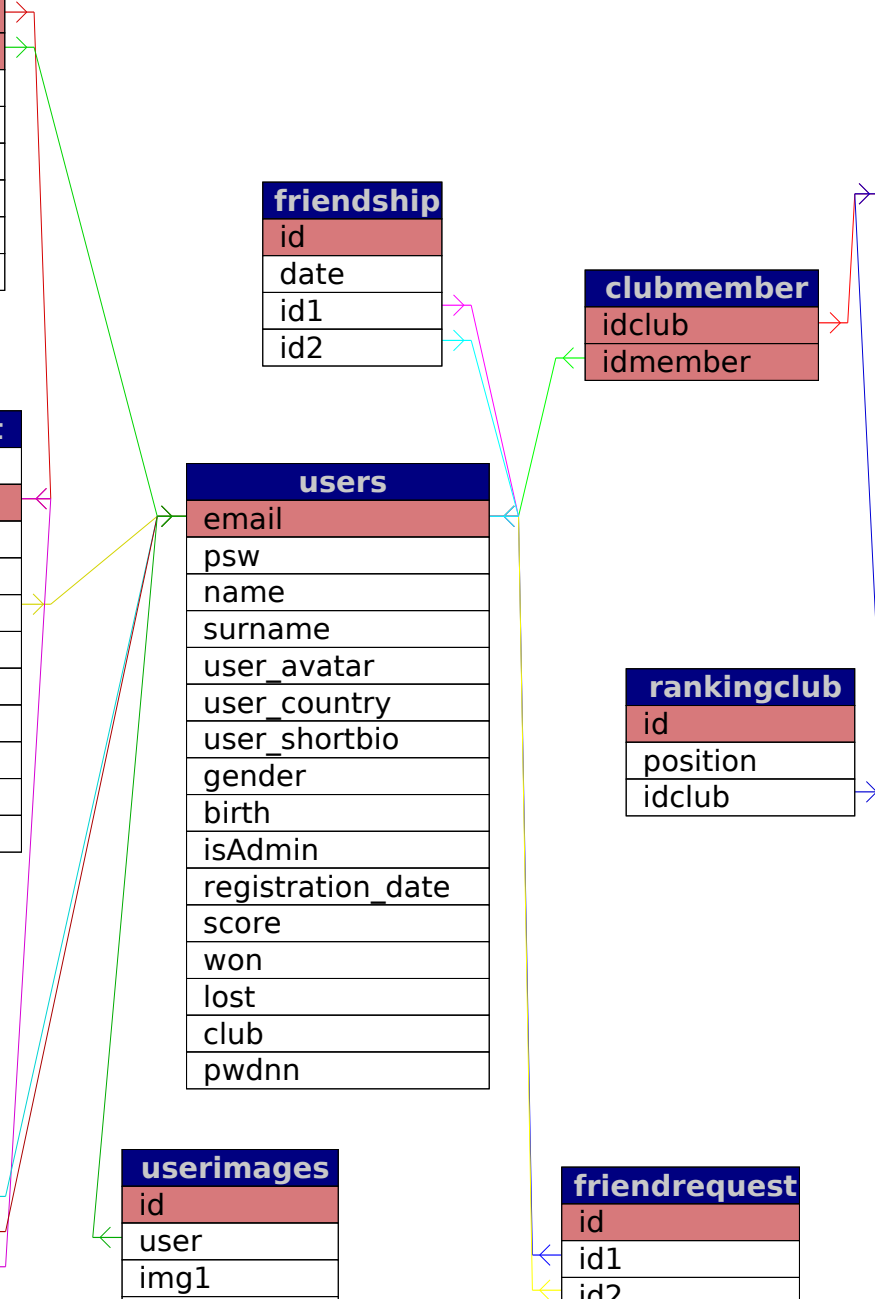 friendship
id
date
id1
id2
clubmember
idclub
idmember
users
email
psw
name
surname
user_avatar
user_country
user_shortbio
gender
birth
isAdmin
registration_date
score
won
lost
club
pwdnn
rankingclub
id
position
idclub
userimages
id
user
img1
friendrequest
id
id1
id2